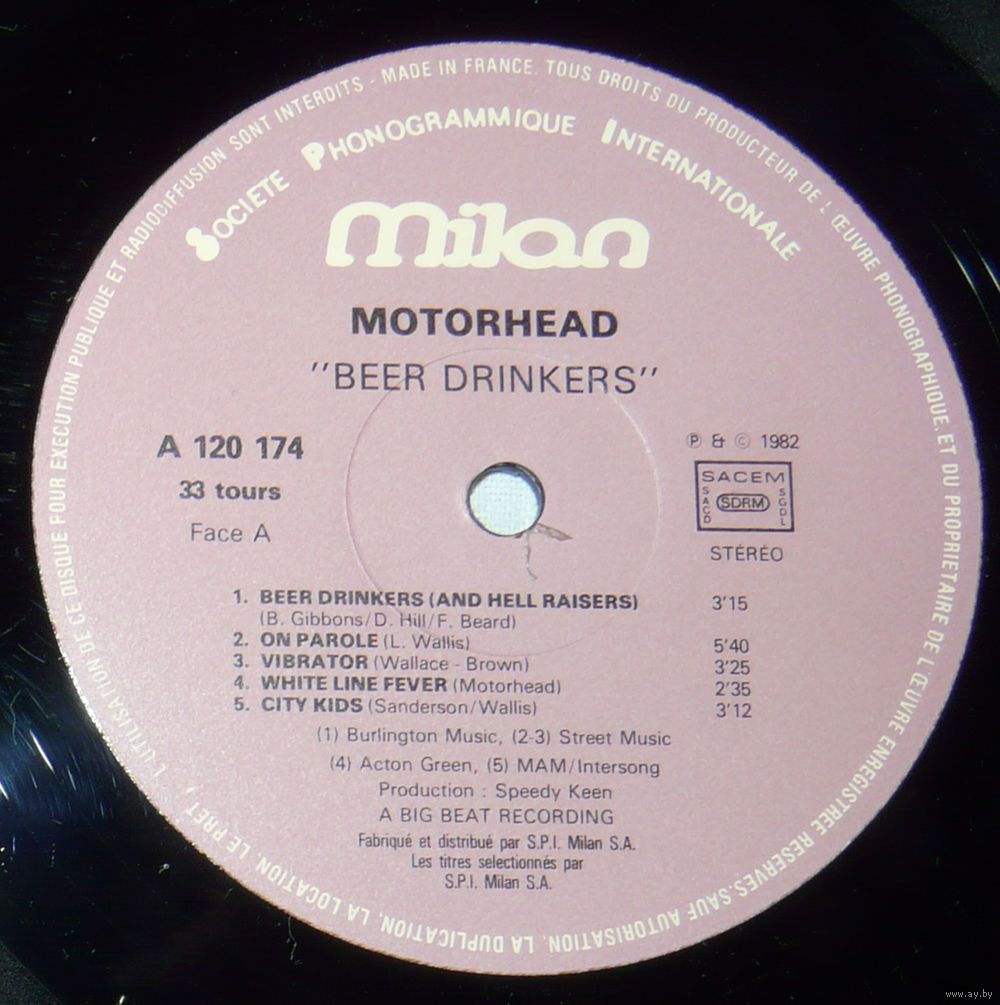 L'UTILISATION DE CE DISQUE POUR EXECUTION PUBLIQUE ET RADIODIFFUSION SONT INTERDITS - MADE IN FRANCE. TOUS DROITS DU PRODUCTEUR DE L'ŒUVRE PHONOGRAPHIQUE, ET DU PROPRIETAIRE DE L'ŒUVRE ENREGISTREE RESERVES. SAUF AUTORISATION, LA DUPLICATION, LA LOCATION, LE PRET
SOCIETE PHONOGRAMMIQUE INTERNATIONALE
milan
MOTORHEAD
"BEER DRINKERS"
A 120 174
33 tours
Face A
℗ & © 1982
SACEM
SACD SDRM SGDL
STÉRÉO
1. BEER DRINKERS (AND HELL RAISERS) 3'15
(B. Gibbons/D. Hill/F. Beard)
2. ON PAROLE (L. Wallis) 5'40
3. VIBRATOR (Wallace - Brown) 3'25
4. WHITE LINE FEVER (Motorhead) 2'35
5. CITY KIDS (Sanderson/Wallis) 3'12
(1) Burlington Music, (2-3) Street Music
(4) Acton Green, (5) MAM/Intersong
Production : Speedy Keen
A BIG BEAT RECORDING
Fabriqué et distribué par S.P.I. Milan S.A.
Les titres selectionnés par
S.P.I. Milan S.A.
www.ay.by